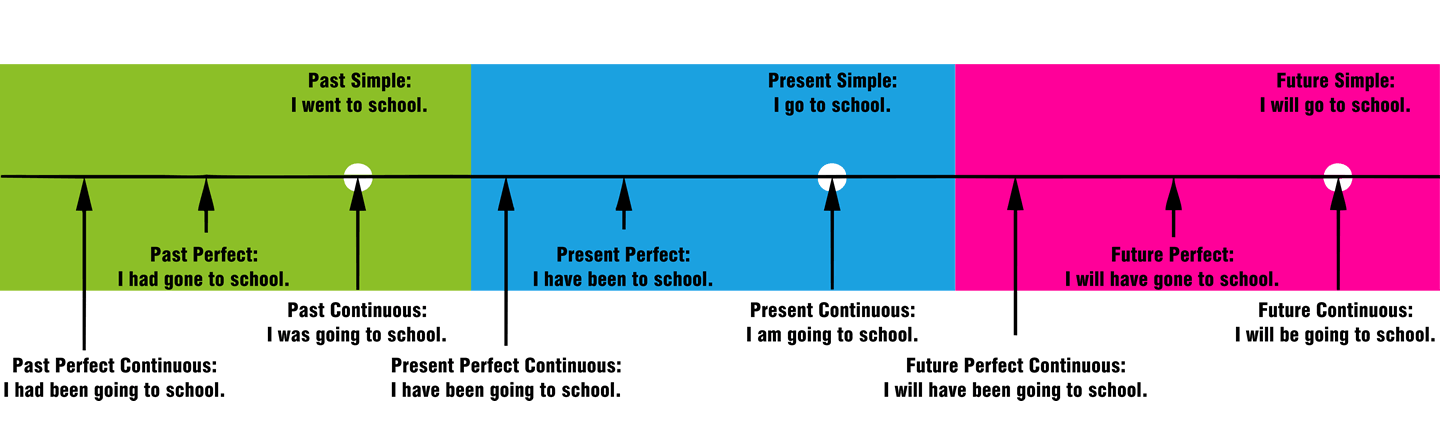 Past Simple:
I went to school.
Present Simple:
I go to school.
Future Simple:
I will go to school.
Past Perfect:
I had gone to school.
Present Perfect:
I have been to school.
Future Perfect:
I will have gone to school.
Past Continuous:
I was going to school.
Present Continuous:
I am going to school.
Future Continuous:
I will be going to school.
Past Perfect Continuous:
I had been going to school.
Present Perfect Continuous:
I have been going to school.
Future Perfect Continuous:
I will have been going to school.